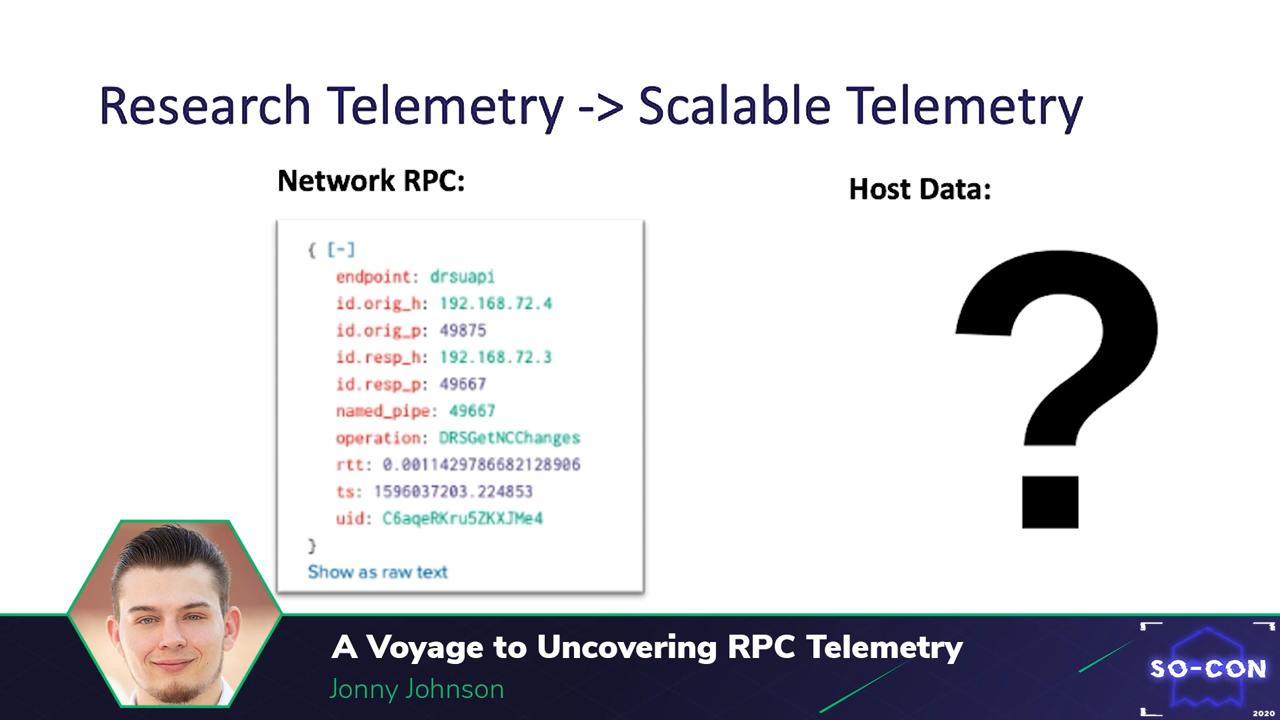 Research Telemetry -> Scalable Telemetry
Network RPC:
Host Data:
{ [-]
endpoint: drsuapi
id.orig_h: 192.168.72.4
id.orig_p: 49875
id.resp_h: 192.168.72.3
id.resp_p: 49667
named_pipe: 49667
operation: DRSGetNCChanges
rtt: 0.0011429786682128906
ts: 1596037203.224853
uid: C6aqeRKru5ZKXJMe4
}
Show as raw text
?
A Voyage to Uncovering RPC Telemetry
Jonny Johnson
SO-CON
2020